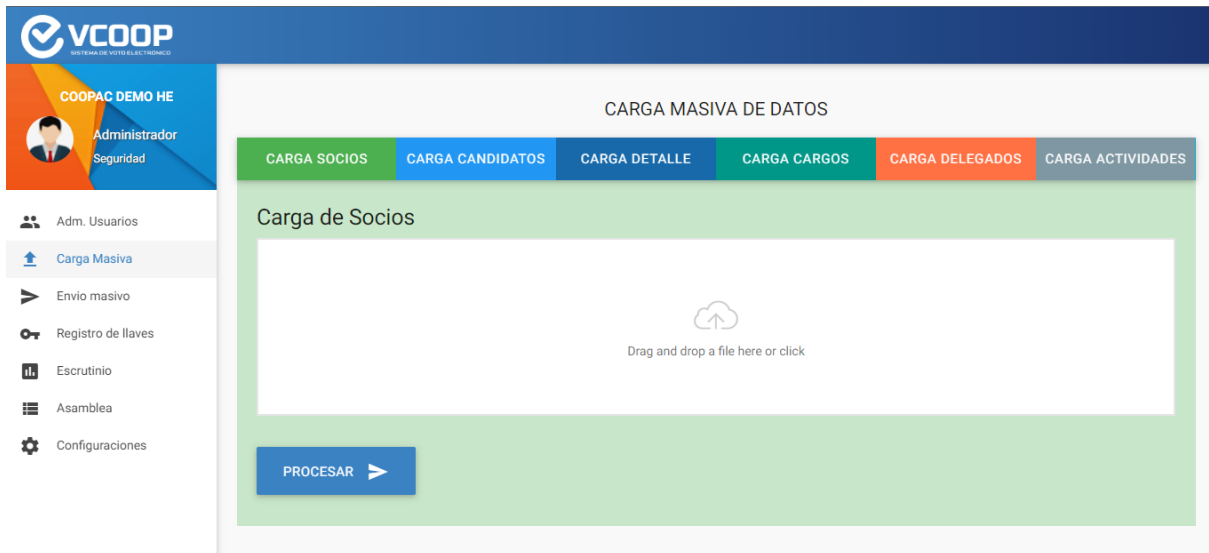 VCOOP
SISTEMA DE VOTO ELECTRÓNICO
COOPAC DEMO HE
Administrador
Seguridad
Adm. Usuarios
Carga Masiva
Envio masivo
Registro de llaves
Escrutinio
Asamblea
Configuraciones
CARGA MASIVA DE DATOS
CARGA SOCIOS CARGA CANDIDATOS CARGA DETALLE CARGA CARGOS CARGA DELEGADOS CARGA ACTIVIDADES
Carga de Socios
Drag and drop a file here or click
PROCESAR